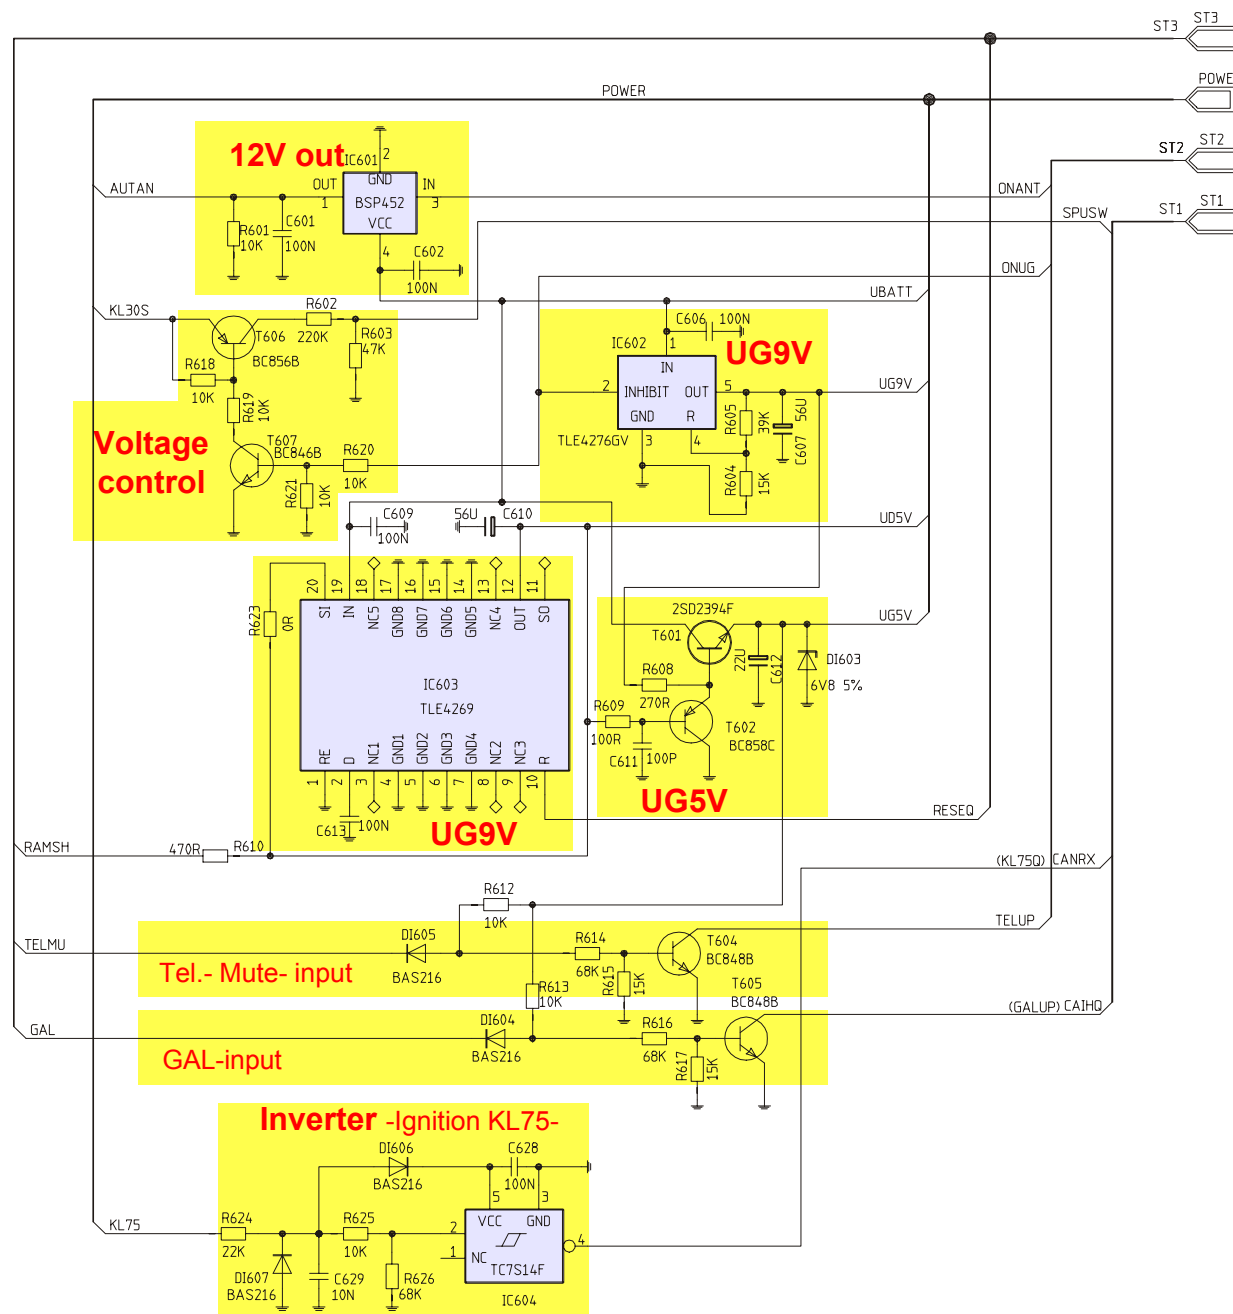 ST3
ST3
POWER
POWE
ST2
ST2
12V out
IC601
2
GND
OUT
IN
AUTAN
1
BSP452
3
ONANT
VCC
ST1
ST1
SPUSW
R601
10K
C601
100N
4
C602
100N
ONUG
UBATT
KL30S
R602
220K
T606
BC856B
R603
47K
C606
100N
IC602
1
UG9V
IN
R618
10K
2
INHIBIT
OUT
5
UG9V
GND
R
R619
10K
R605
39K
56U
C607
TLE4276GV
3
4
Voltage
control
T607
BC846B
R620
10K
R621
10K
R604
15K
C609
100N
56U
C610
UD5V
20
19
18
17
16
15
14
13
12
11
SI
IN
NC5
GND8
GND7
GND6
GND5
NC4
OUT
SO
R623
0R
2SD2394F
T601
UG5V
22U
C612
DI603
6V8 5%
IC603
TLE4269
R608
270R
R609
100R
T602
BC858C
C611
100P
RE
D
NC1
GND1
GND2
GND3
GND4
NC2
NC3
R
1
2
3
4
5
6
7
8
9
10
UG5V
C613
100N
UG9V
RESEQ
RAMSH
470R
R610
(KL75Q) CANRX
R612
10K
TELUP
TELMU
DI605
BAS216
R614
68K
R615
15K
T604
BC848B
Tel.- Mute- input
R613
10K
T605
BC848B
(GALUP) CAIHQ
GAL
DI604
BAS216
R616
68K
R617
15K
GAL-input
Inverter -Ignition KL75-
DI606
BAS216
C628
100N
5
3
KL75
R624
22K
R625
10K
2
VCC
GND
4
1
NC
TC7S14F
DI607
BAS216
C629
10N
R626
68K
IC604